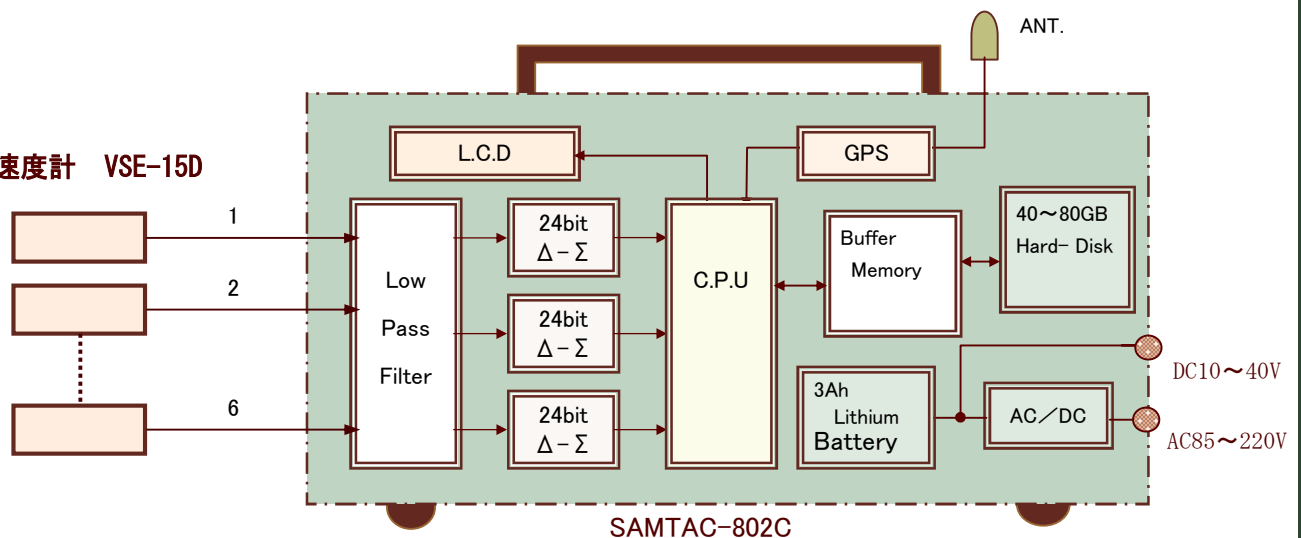 ANT.
速度計 VSE-15D
L.C.D
GPS
1
2
6
Low
Pass
Filter
24bit
Δ-Σ
24bit
Δ-Σ
24bit
Δ-Σ
C.P.U
Buffer
Memory
40～80GB
Hard- Disk
3Ah
Lithium
Battery
AC／DC
DC10～40V
AC85～220V
SAMTAC-802C